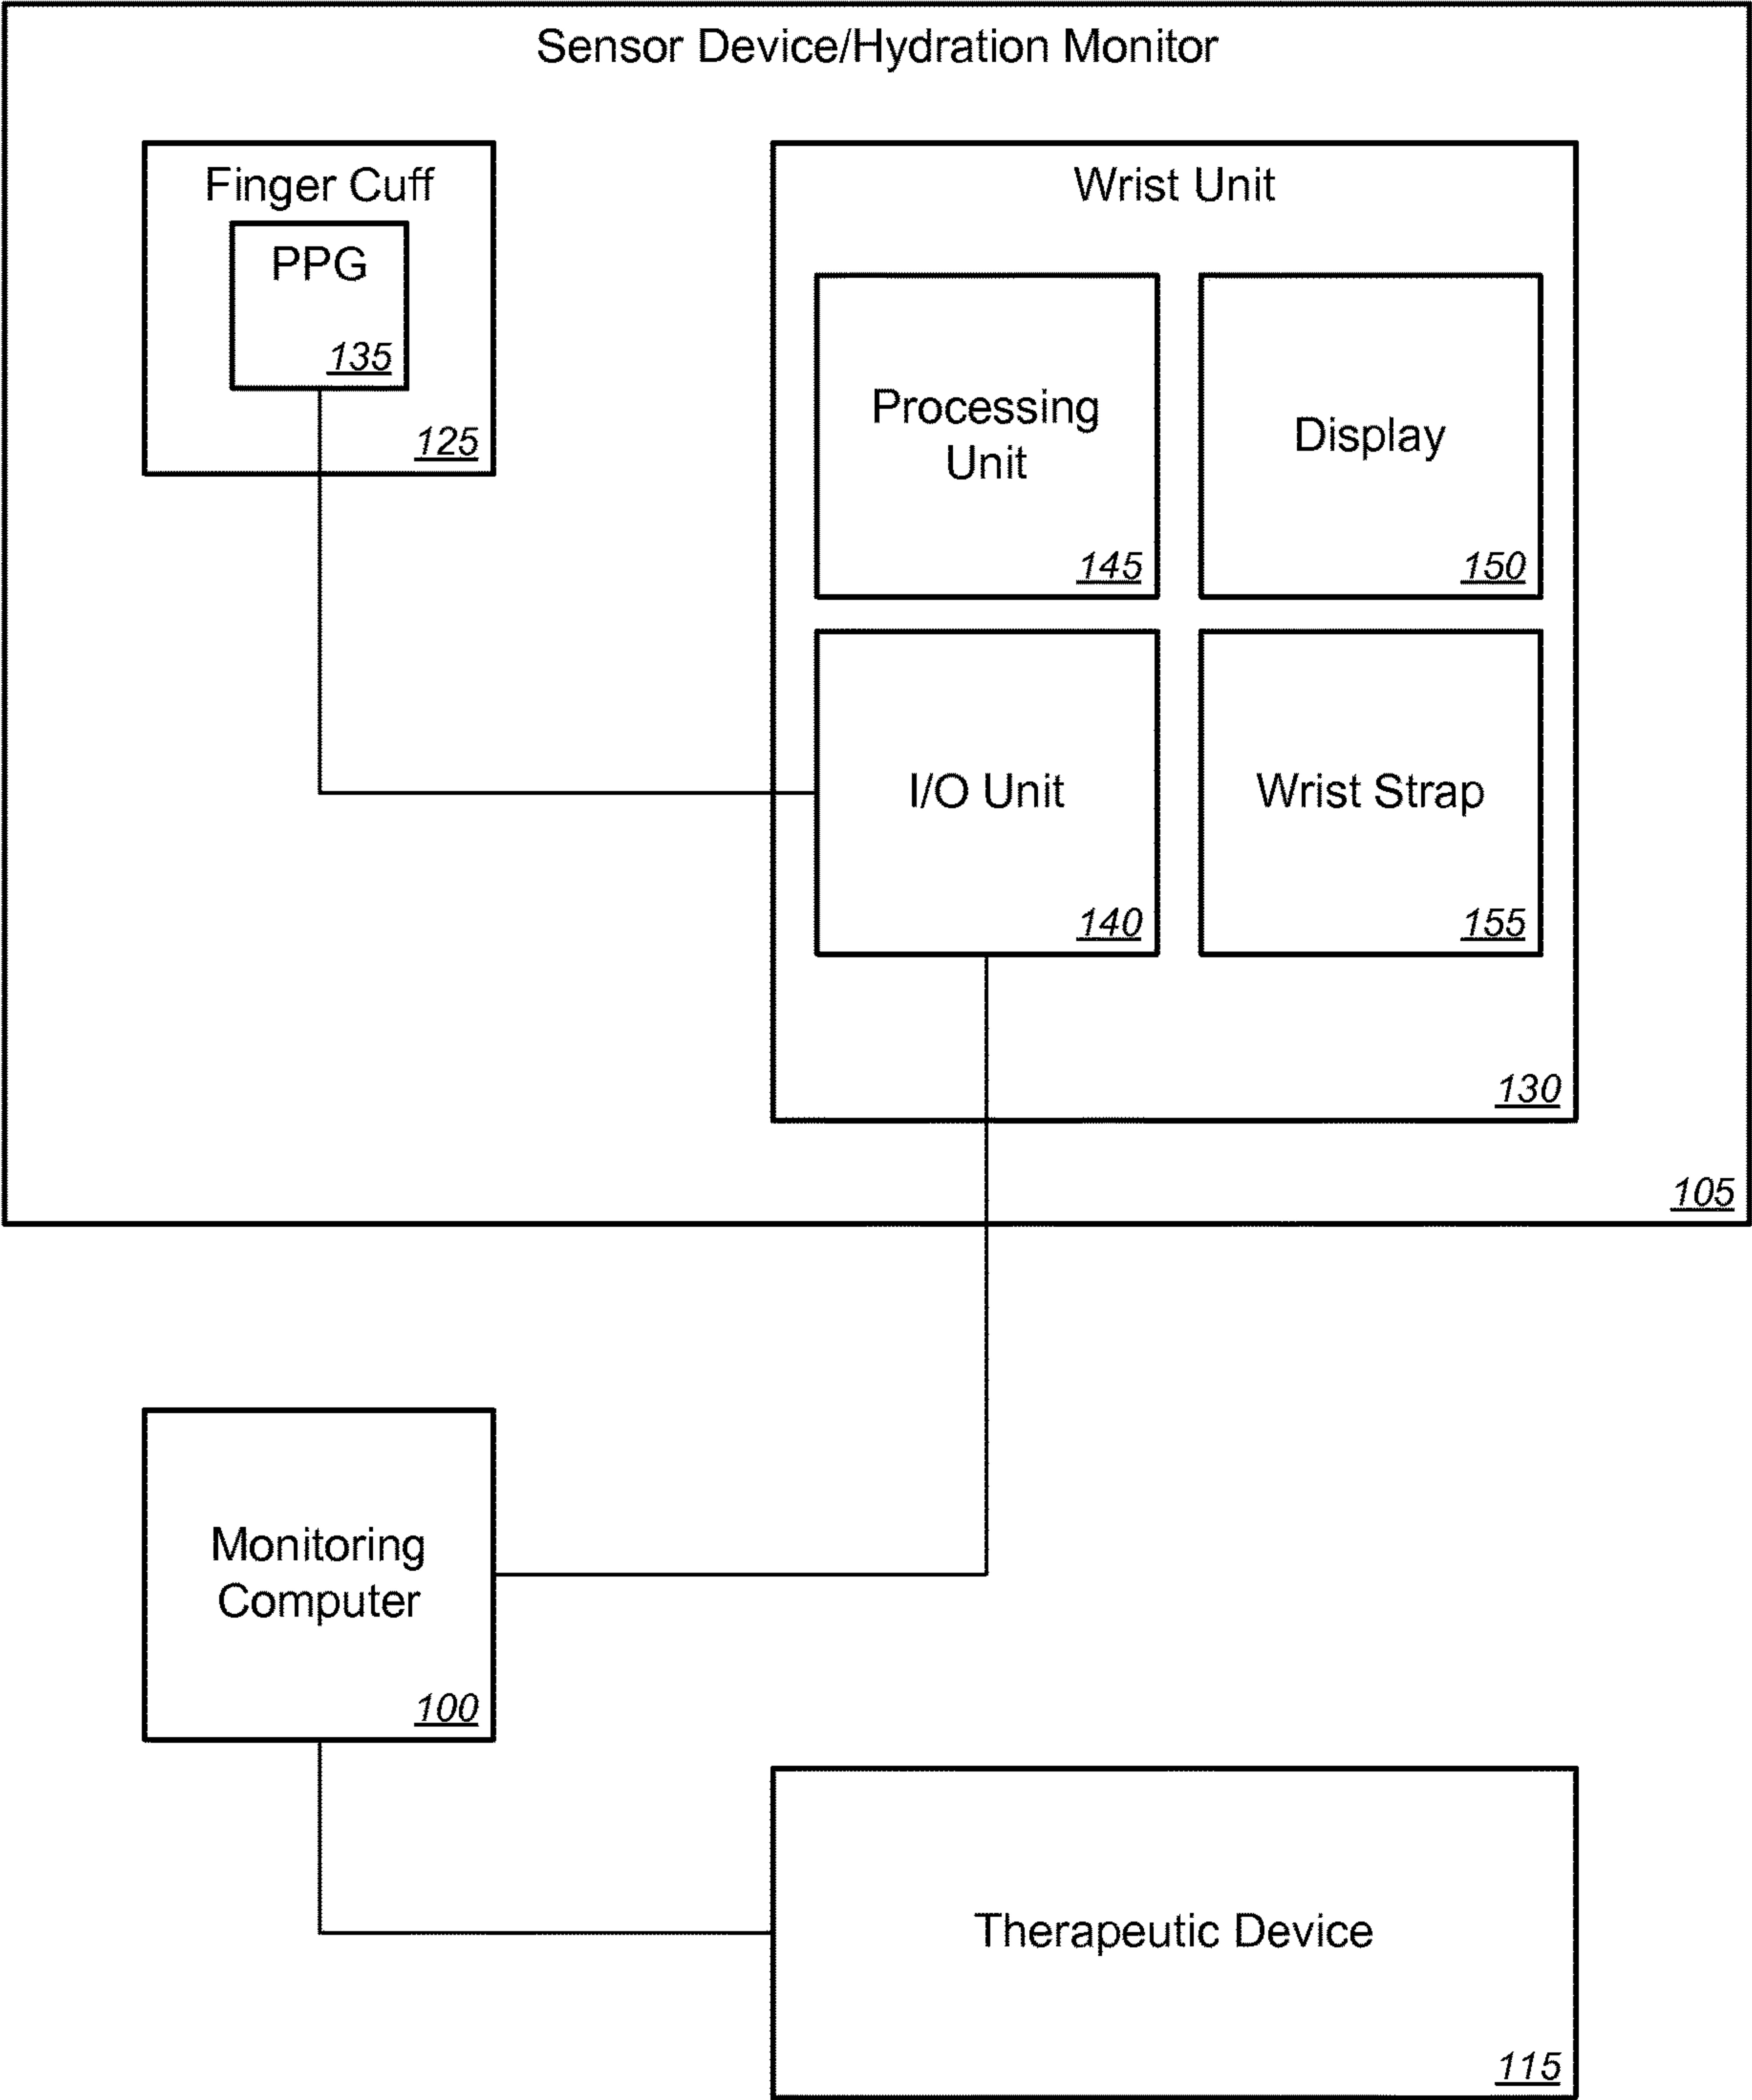 Sensor Device/Hydration Monitor
Finger Cuff
PPG
135
125
Wrist Unit
Processing
Unit
145
Display
150
I/O Unit
140
Wrist Strap
155
130
105
Monitoring
Computer
100
Therapeutic Device
115